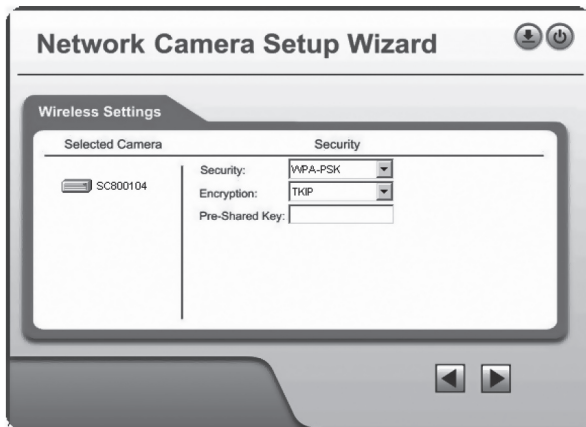 Network Camera Setup Wizard
Wireless Settings
Selected Camera
Security
SC800104
Security:
WPA-PSK
Encryption:
TKIP
Pre-Shared Key: